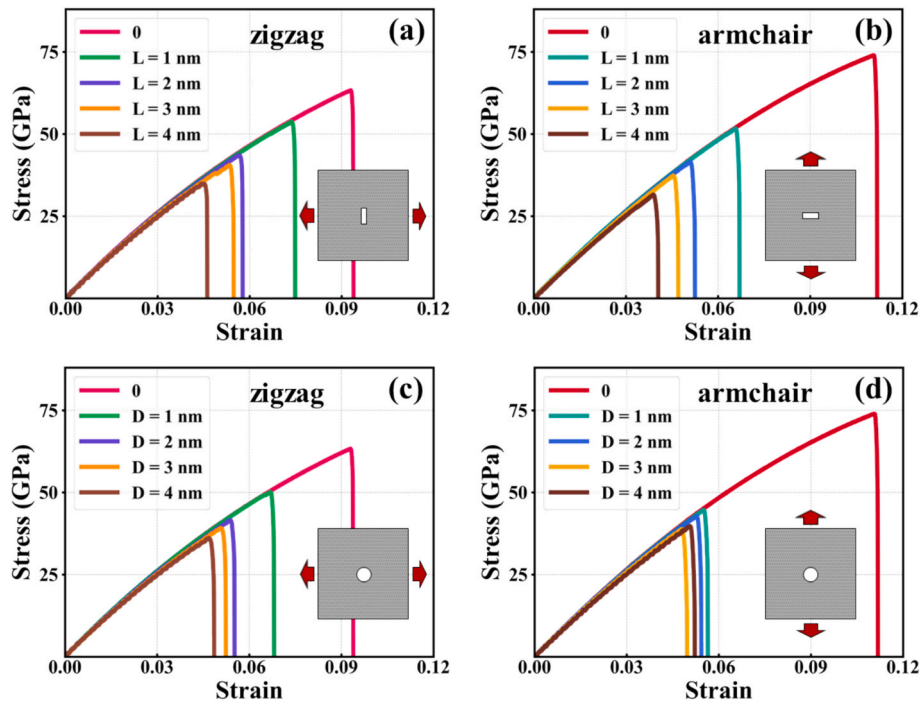 (a)
zigzag
0
L = 1 nm
L = 2 nm
L = 3 nm
L = 4 nm
75
50
25
Stress (GPa)
0.00
0.03
0.06
0.09
0.12
Strain
(b)
armchair
0
L = 1 nm
L = 2 nm
L = 3 nm
L = 4 nm
75
50
25
Stress (GPa)
0.00
0.03
0.06
0.09
0.12
Strain
(c)
zigzag
0
D = 1 nm
D = 2 nm
D = 3 nm
D = 4 nm
75
50
25
Stress (GPa)
0.00
0.03
0.06
0.09
0.12
Strain
(d)
armchair
0
D = 1 nm
D = 2 nm
D = 3 nm
D = 4 nm
75
50
25
Stress (GPa)
0.00
0.03
0.06
0.09
0.12
Strain